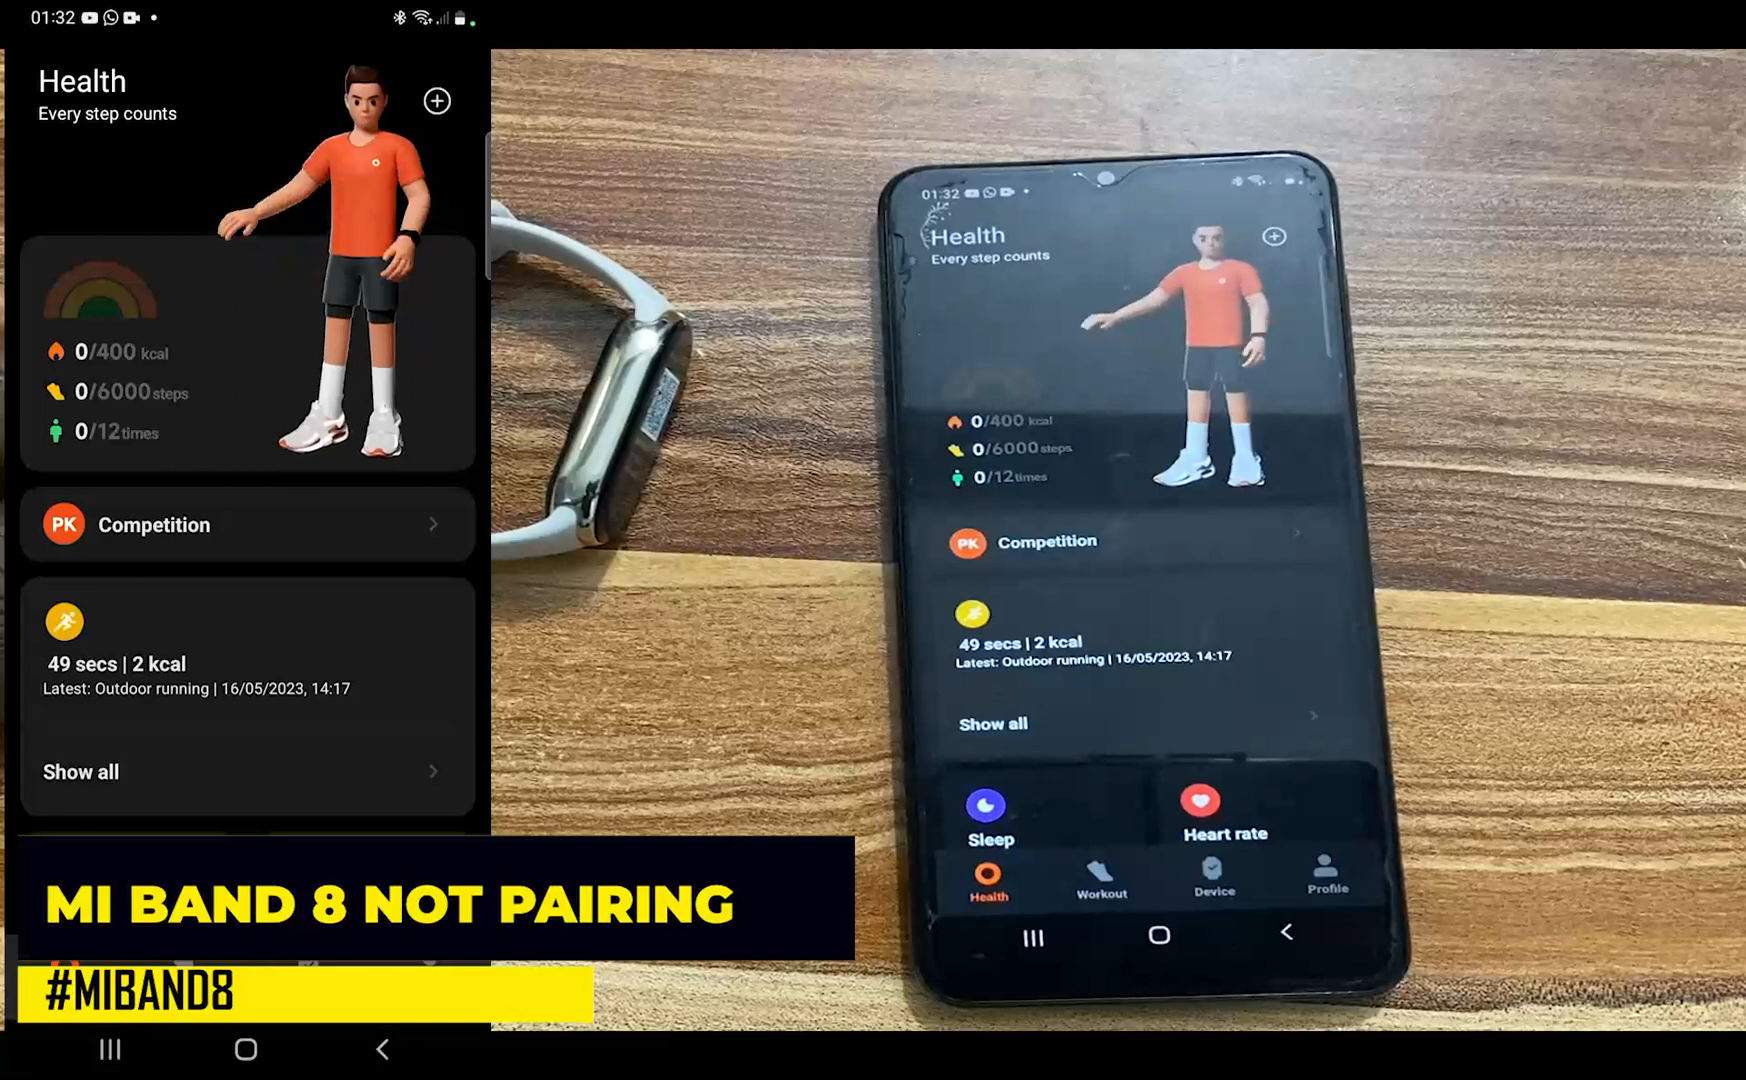 01:32
Health
Every step counts
0/400 kcal
0/6000 steps
0/12 times
PK Competition
49 secs | 2 kcal
Latest: Outdoor running | 16/05/2023, 14:17
Show all
MI BAND 8 NOT PAIRING
#MIBAND8
01:32
Health
Every step counts
0/400 kcal
0/6000 steps
0/12 times
PK Competition
49 secs | 2 kcal
Latest: Outdoor running | 16/05/2023, 14:17
Show all
Sleep
Heart rate
Health
Workout
Device
Profile